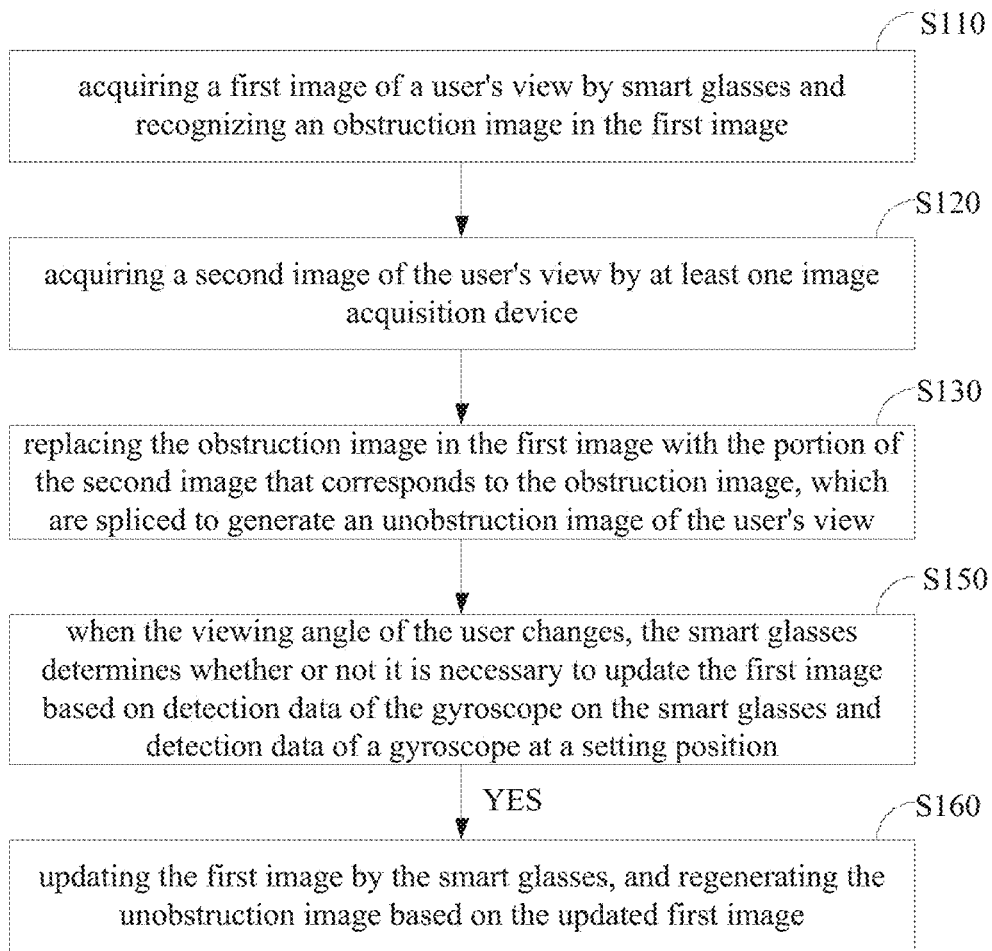 S110
acquiring a first image of a user's view by smart glasses and
recognizing an obstruction image in the first image
S120
acquiring a second image of the user's view by at least one image
acquisition device
S130
replacing the obstruction image in the first image with the portion of
the second image that corresponds to the obstruction image, which
are spliced to generate an unobstruction image of the user's view
S150
when the viewing angle of the user changes, the smart glasses
determines whether or not it is necessary to update the first image
based on detection data of the gyroscope on the smart glasses and
detection data of a gyroscope at a setting position
YES
S160
updating the first image by the smart glasses, and regenerating the
unobstruction image based on the updated first image